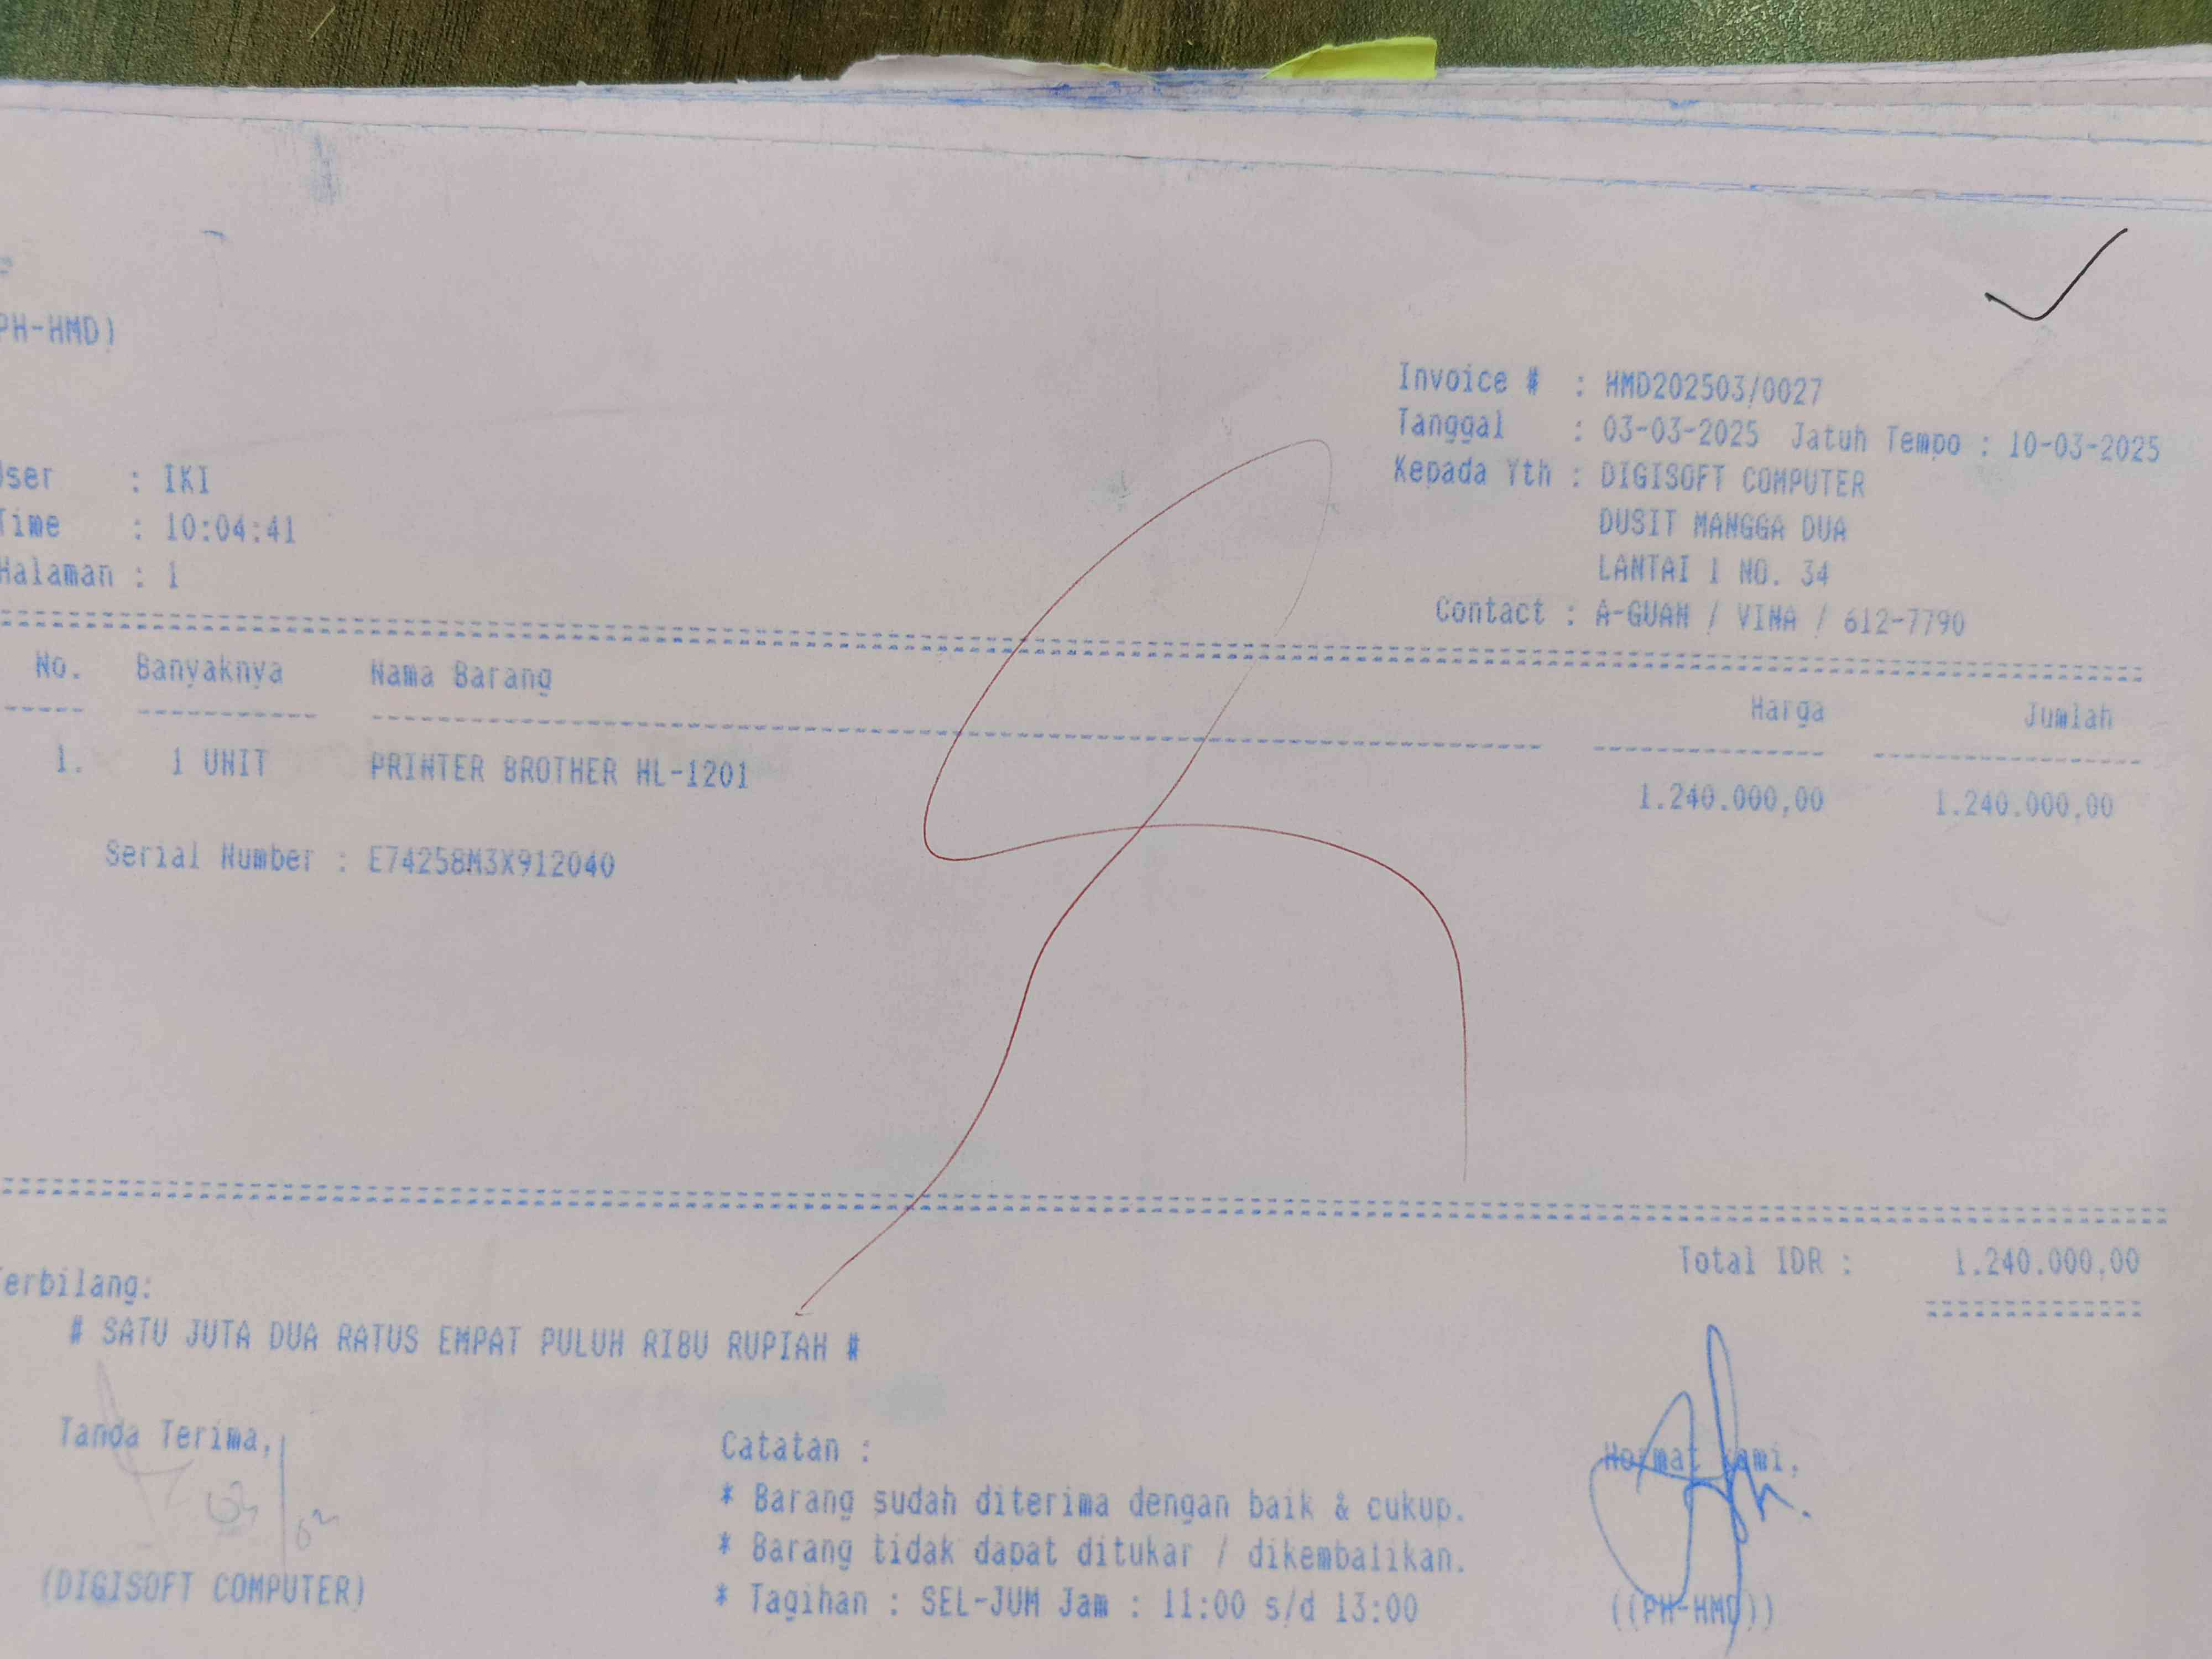 PH-HMD)
Invoice # : HMD202503/0027
Tanggal : 03-03-2025 Jatuh Tempo : 10-03-2025
Kepada Yth : DIGISOFT COMPUTER
DUSIT MANGGA DUA
LANTAI 1 NO. 34
Contact : A-GUAN / VINA / 612-7790
User : IKI
Time : 10:04:41
Halaman : 1
No. Banyaknya Nama Barang Harga Jumlah
1. 1 UNIT PRINTER BROTHER HL-1201 1.240.000,00 1.240.000,00
Serial Number : E74258M3X912040
Total IDR : 1.240.000,00
erbilang:
# SATU JUTA DUA RATUS EMPAT PULUH RIBU RUPIAH #
Tanda Terima,
(DIGISOFT COMPUTER)
Catatan :
* Barang sudah diterima dengan baik & cukup.
* Barang tidak dapat ditukar / dikembalikan.
* Tagihan : SEL-JUM Jam : 11:00 s/d 13:00
Hormat kami,
((PH-HMD))